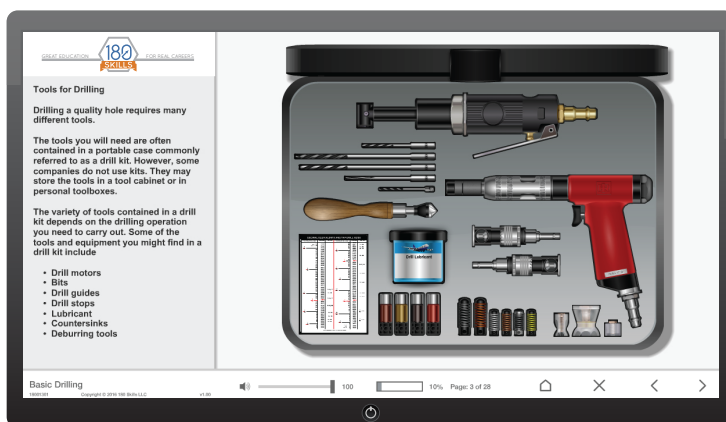 GREAT EDUCATION 180 SKILLS FOR REAL CAREERS
Tools for Drilling
Drilling a quality hole requires many
different tools.
The tools you will need are often
contained in a portable case commonly
referred to as a drill kit. However, some
companies do not use kits. They may
store the tools in a tool cabinet or in
personal toolboxes.
The variety of tools contained in a drill
kit depends on the drilling operation
you need to carry out. Some of the
tools and equipment you might find in a
drill kit include
• Drill motors
• Bits
• Drill guides
• Drill stops
• Lubricant
• Countersinks
• Deburring tools
Drill Lubricant
Basic Drilling
Copyright © 2016 180 Skills LLC v1.00
100
10% Page: 3 of 28